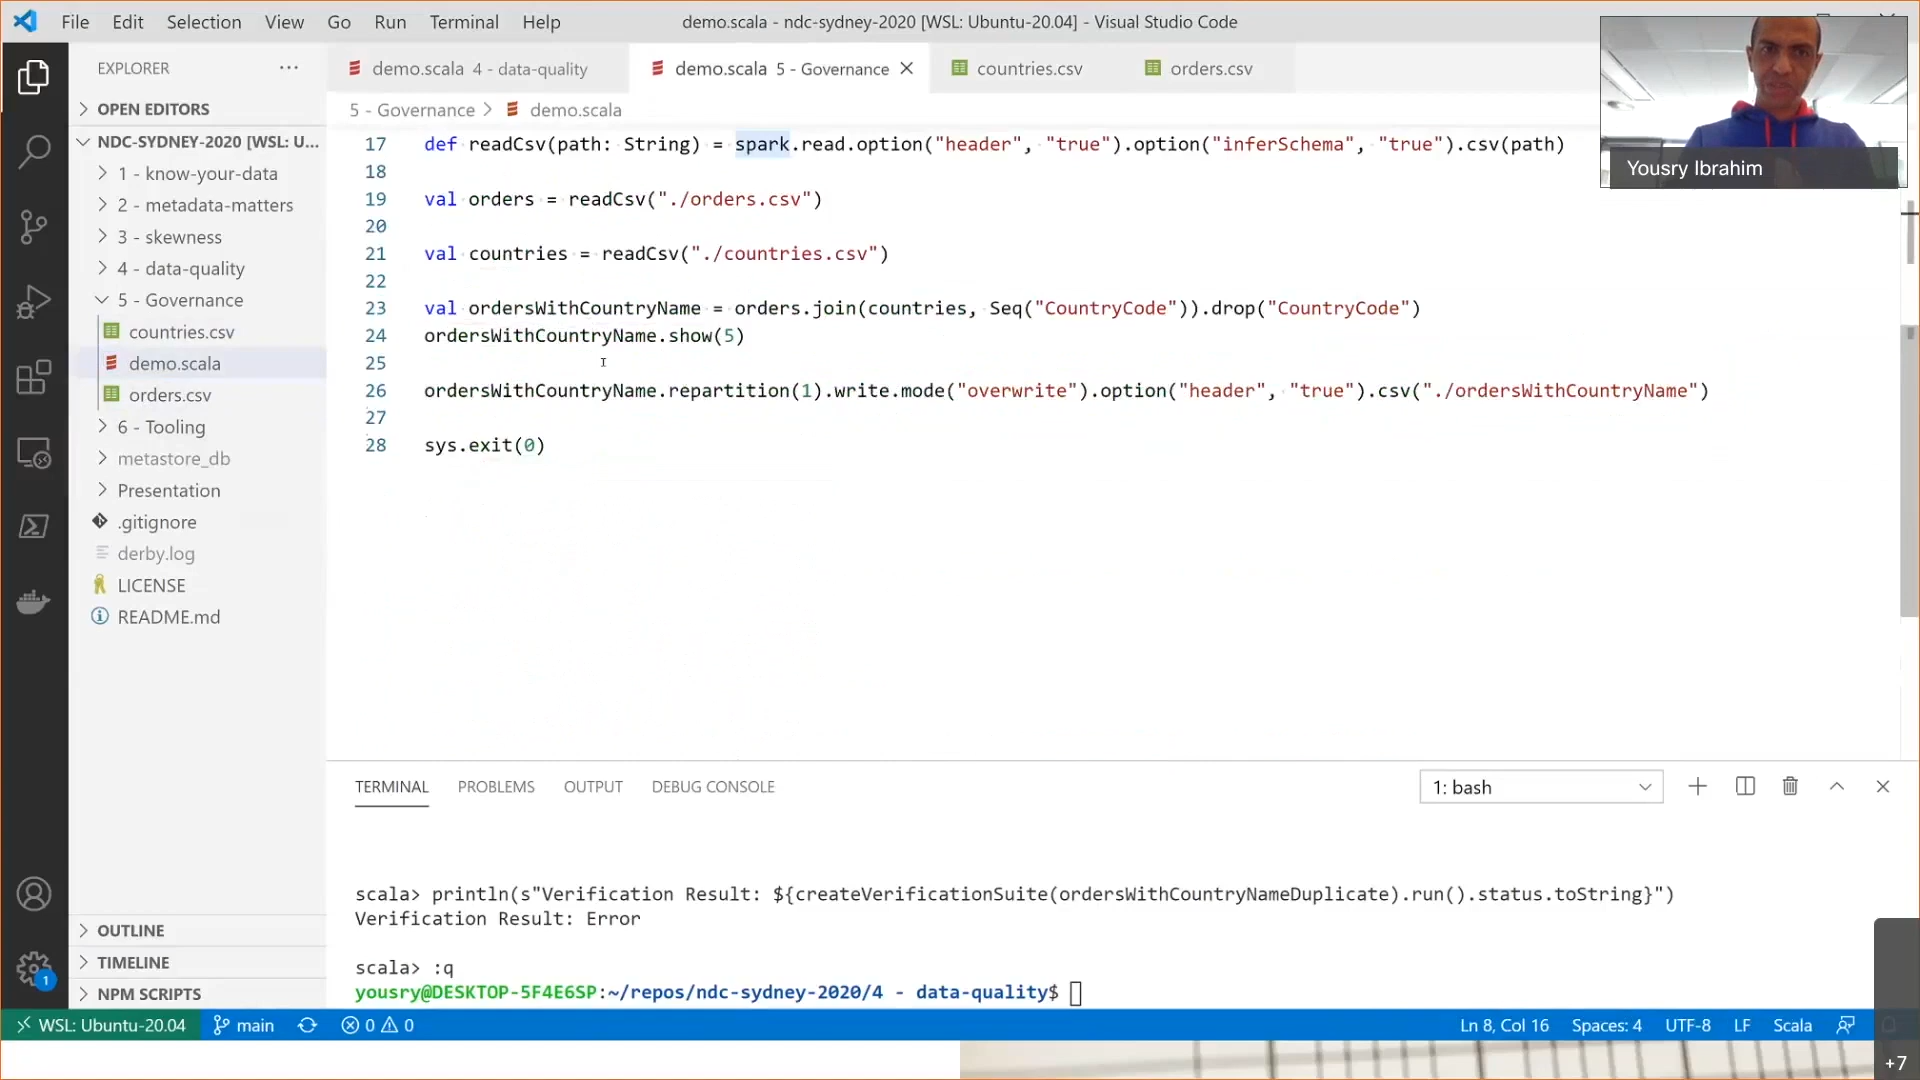 File Edit Selection View Go Run Terminal Help
demo.scala - ndc-sydney-2020 [WSL: Ubuntu-20.04] - Visual Studio Code
EXPLORER
demo.scala 4 - data-quality
demo.scala 5 - Governance
countries.csv
orders.csv
OPEN EDITORS
5 - Governance > demo.scala
NDC-SYDNEY-2020 [WSL: U...
1 - know-your-data
2 - metadata-matters
3 - skewness
4 - data-quality
5 - Governance
countries.csv
demo.scala
orders.csv
6 - Tooling
metastore_db
Presentation
.gitignore
derby.log
LICENSE
README.md
OUTLINE
TIMELINE
NPM SCRIPTS
17 def readCsv(path: String) = spark.read.option("header", "true").option("inferSchema", "true").csv(path)
18
19 val orders = readCsv("./orders.csv")
20
21 val countries = readCsv("./countries.csv")
22
23 val ordersWithCountryName = orders.join(countries, Seq("CountryCode")).drop("CountryCode")
24 ordersWithCountryName.show(5)
25
26 ordersWithCountryName.repartition(1).write.mode("overwrite").option("header", "true").csv("./ordersWithCountryName")
27
28 sys.exit(0)
Yousry Ibrahim
TERMINAL PROBLEMS OUTPUT DEBUG CONSOLE
1: bash
scala> println(s"Verification Result: ${createVerificationSuite(ordersWithCountryNameDuplicate).run().status.toString}")
Verification Result: Error
scala> :q
yousry@DESKTOP-5F4E6SP:~/repos/ndc-sydney-2020/4 - data-quality$
1
WSL: Ubuntu-20.04 main 0 0
Ln 8, Col 16 Spaces: 4 UTF-8 LF Scala
+7